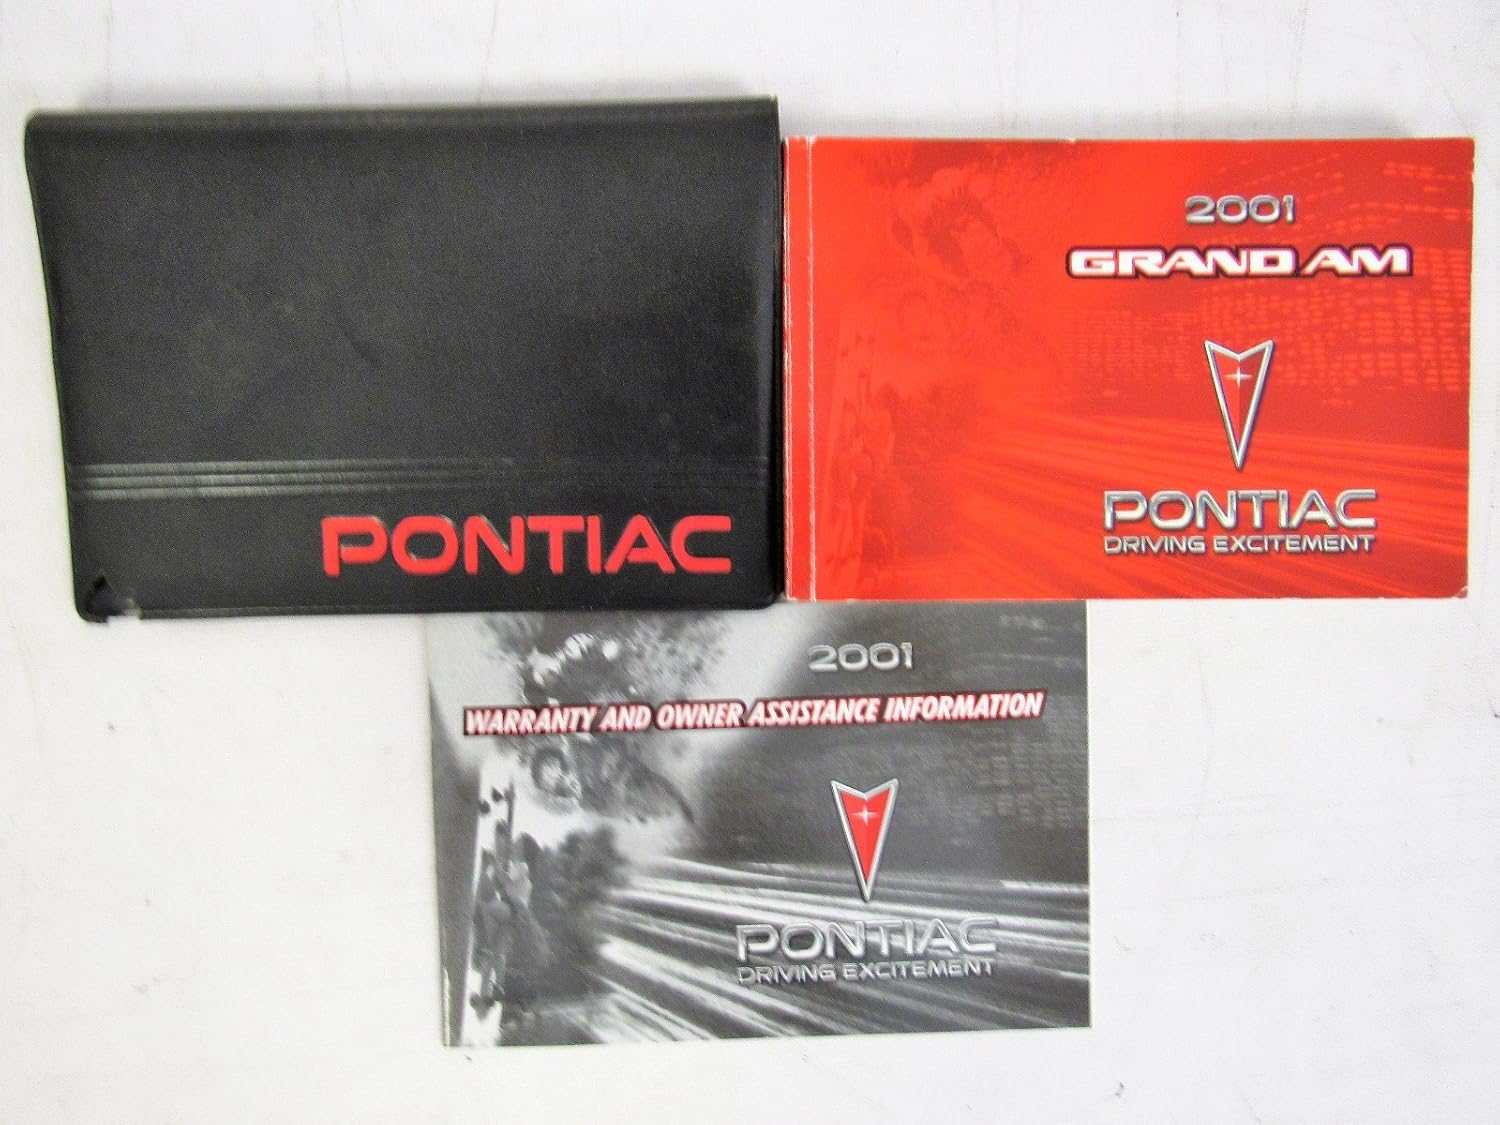 PONTIAC
2001
GRAND AM
PONTIAC
DRIVING EXCITEMENT
2001
WARRANTY AND OWNER ASSISTANCE INFORMATION
PONTIAC
DRIVING EXCITEMENT